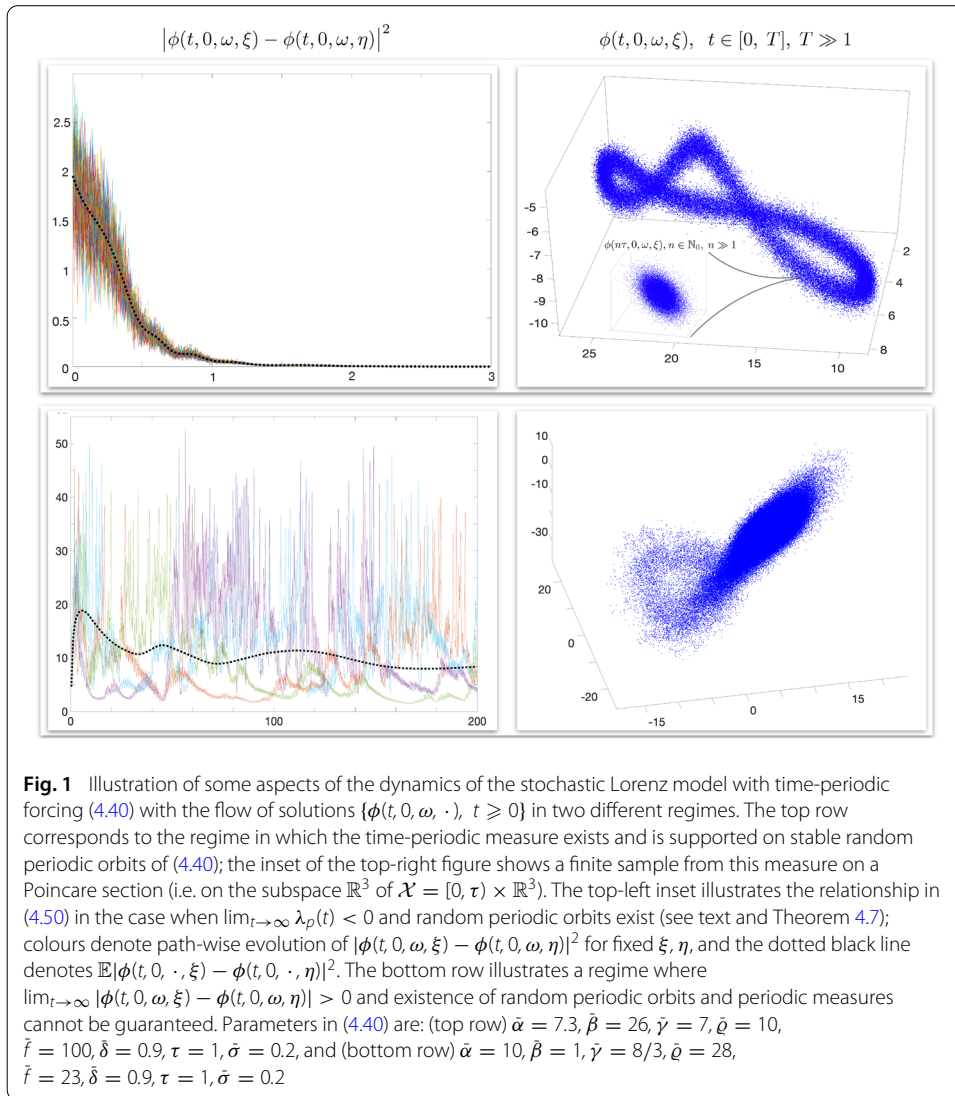 |ϕ(t, 0, ω, ξ) − ϕ(t, 0, ω, η)|²
ϕ(t, 0, ω, ξ), t ∈ [0, T], T ≫ 1
2.5
2
1.5
1
0.5
0
0
1
2
3
-5
-6
-7
-8
-9
-10
25
20
15
10
2
4
6
8
ϕ(nτ, 0, ω, ξ), n ∈ ℕ₀, n ≫ 1
50
40
30
20
10
0
0
100
200
10
0
-10
-30
20
0
-20
-15
0
15
Fig. 1 Illustration of some aspects of the dynamics of the stochastic Lorenz model with time-periodic
forcing (4.40) with the flow of solutions {ϕ(t, 0, ω, ·), t ⩾ 0} in two different regimes. The top row
corresponds to the regime in which the time-periodic measure exists and is supported on stable random
periodic orbits of (4.40); the inset of the top-right figure shows a finite sample from this measure on a
Poincare section (i.e. on the subspace ℝ³ of 𝒳 = [0, τ) × ℝ³). The top-left inset illustrates the relationship in
(4.50) in the case when lim_{t→∞} λ_p(t) < 0 and random periodic orbits exist (see text and Theorem 4.7);
colours denote path-wise evolution of |ϕ(t, 0, ω, ξ) − ϕ(t, 0, ω, η)|² for fixed ξ, η, and the dotted black line
denotes 𝔼|ϕ(t, 0, ·, ξ) − ϕ(t, 0, ·, η)|². The bottom row illustrates a regime where
lim_{t→∞} |ϕ(t, 0, ω, ξ) − ϕ(t, 0, ω, η)| > 0 and existence of random periodic orbits and periodic measures
cannot be guaranteed. Parameters in (4.40) are: (top row) ᾱ = 7.3, β̄ = 26, γ̄ = 7, ϱ̄ = 10,
f̄ = 100, δ̄ = 0.9, τ = 1, σ̄ = 0.2, and (bottom row) ᾱ = 10, β̄ = 1, γ̄ = 8/3, ϱ̄ = 28,
f̄ = 23, δ̄ = 0.9, τ = 1, σ̄ = 0.2